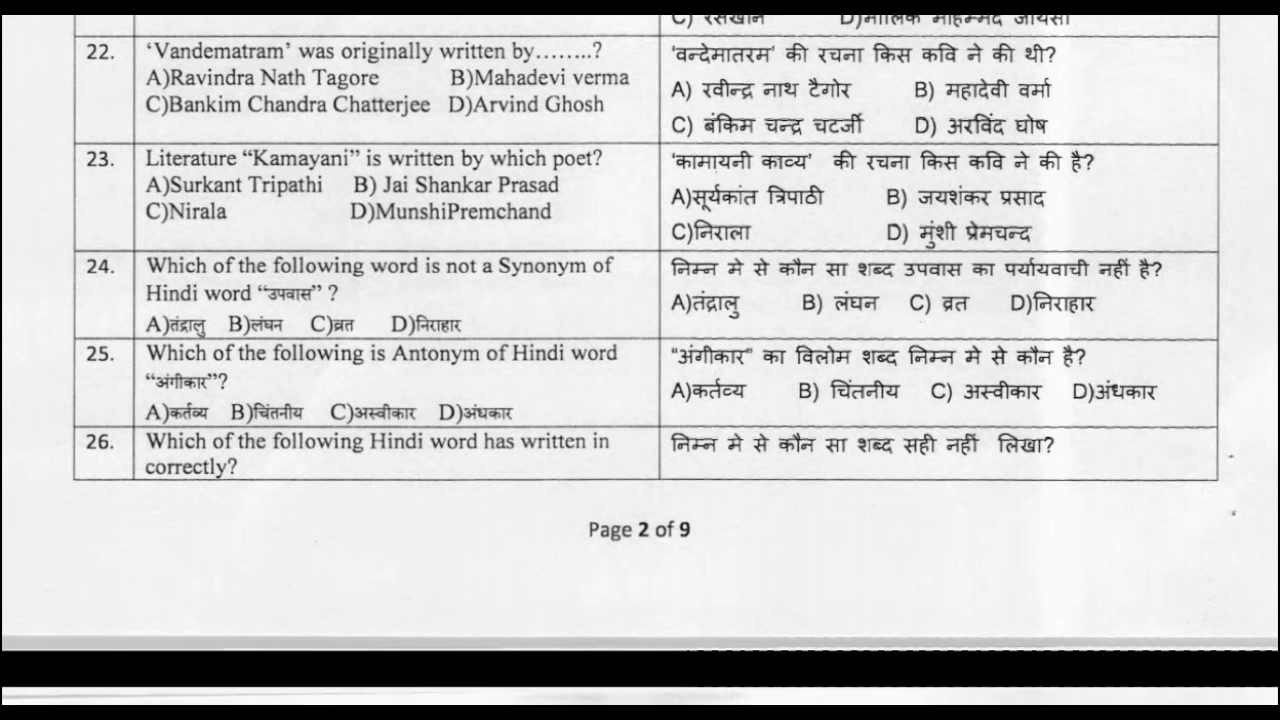 C) रसखान D)मालिक मोहम्मद जायसी
22. ‘Vandematram’ was originally written by……..? 'वन्देमातरम' की रचना किस कवि ने की थी?
A)Ravindra Nath Tagore B)Mahadevi verma A) रवीन्द्र नाथ टैगोर B) महादेवी वर्मा
C)Bankim Chandra Chatterjee D)Arvind Ghosh C) बंकिम चन्द्र चटर्जी D) अरविंद घोष
23. Literature “Kamayani” is written by which poet? 'कामायनी काव्य' की रचना किस कवि ने की है?
A)Surkant Tripathi B) Jai Shankar Prasad A)सूर्यकांत त्रिपाठी B) जयशंकर प्रसाद
C)Nirala D)MunshiPremchand C)निराला D) मुंशी प्रेमचन्द
24. Which of the following word is not a Synonym of निम्न मे से कौन सा शब्द उपवास का पर्यायवाची नहीं है?
Hindi word “उपवास” ? A)तंद्रालु B) लंघन C) व्रत D)निराहार
A)तंद्रालु B)लंघन C)व्रत D)निराहार
25. Which of the following is Antonym of Hindi word "अंगीकार" का विलोम शब्द निम्न मे से कौन है?
“अंगीकार”? A)कर्तव्य B) चिंतनीय C) अस्वीकार D)अंधकार
A)कर्तव्य B)चिंतनीय C)अस्वीकार D)अंधकार
26. Which of the following Hindi word has written in निम्न मे से कौन सा शब्द सही नहीं लिखा?
correctly?
Page 2 of 9